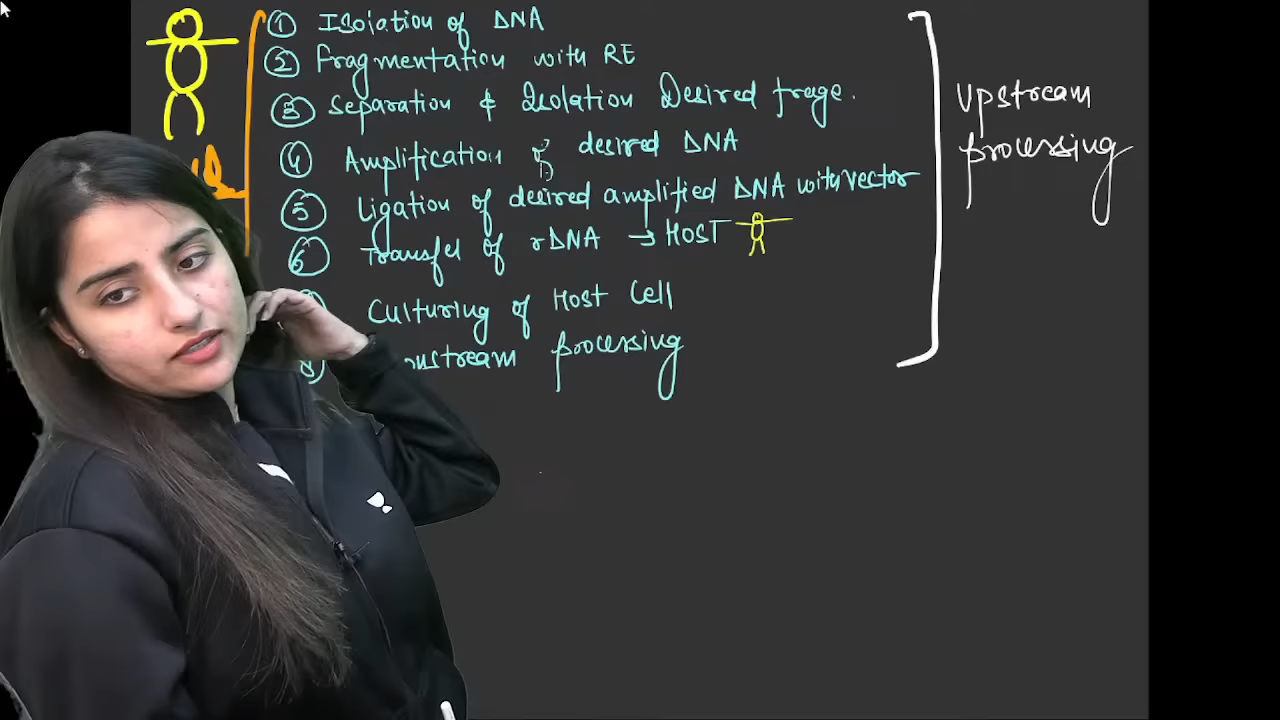 ① Isolation of DNA
② Fragmentation with RE
③ Separation & Isolation Desired frage.
④ Amplification of desired DNA
⑤ Ligation of desired amplified DNA with vector
⑥ Transfer of rDNA → HOST
Culturing of Host Cell
processing
Upstream
processing